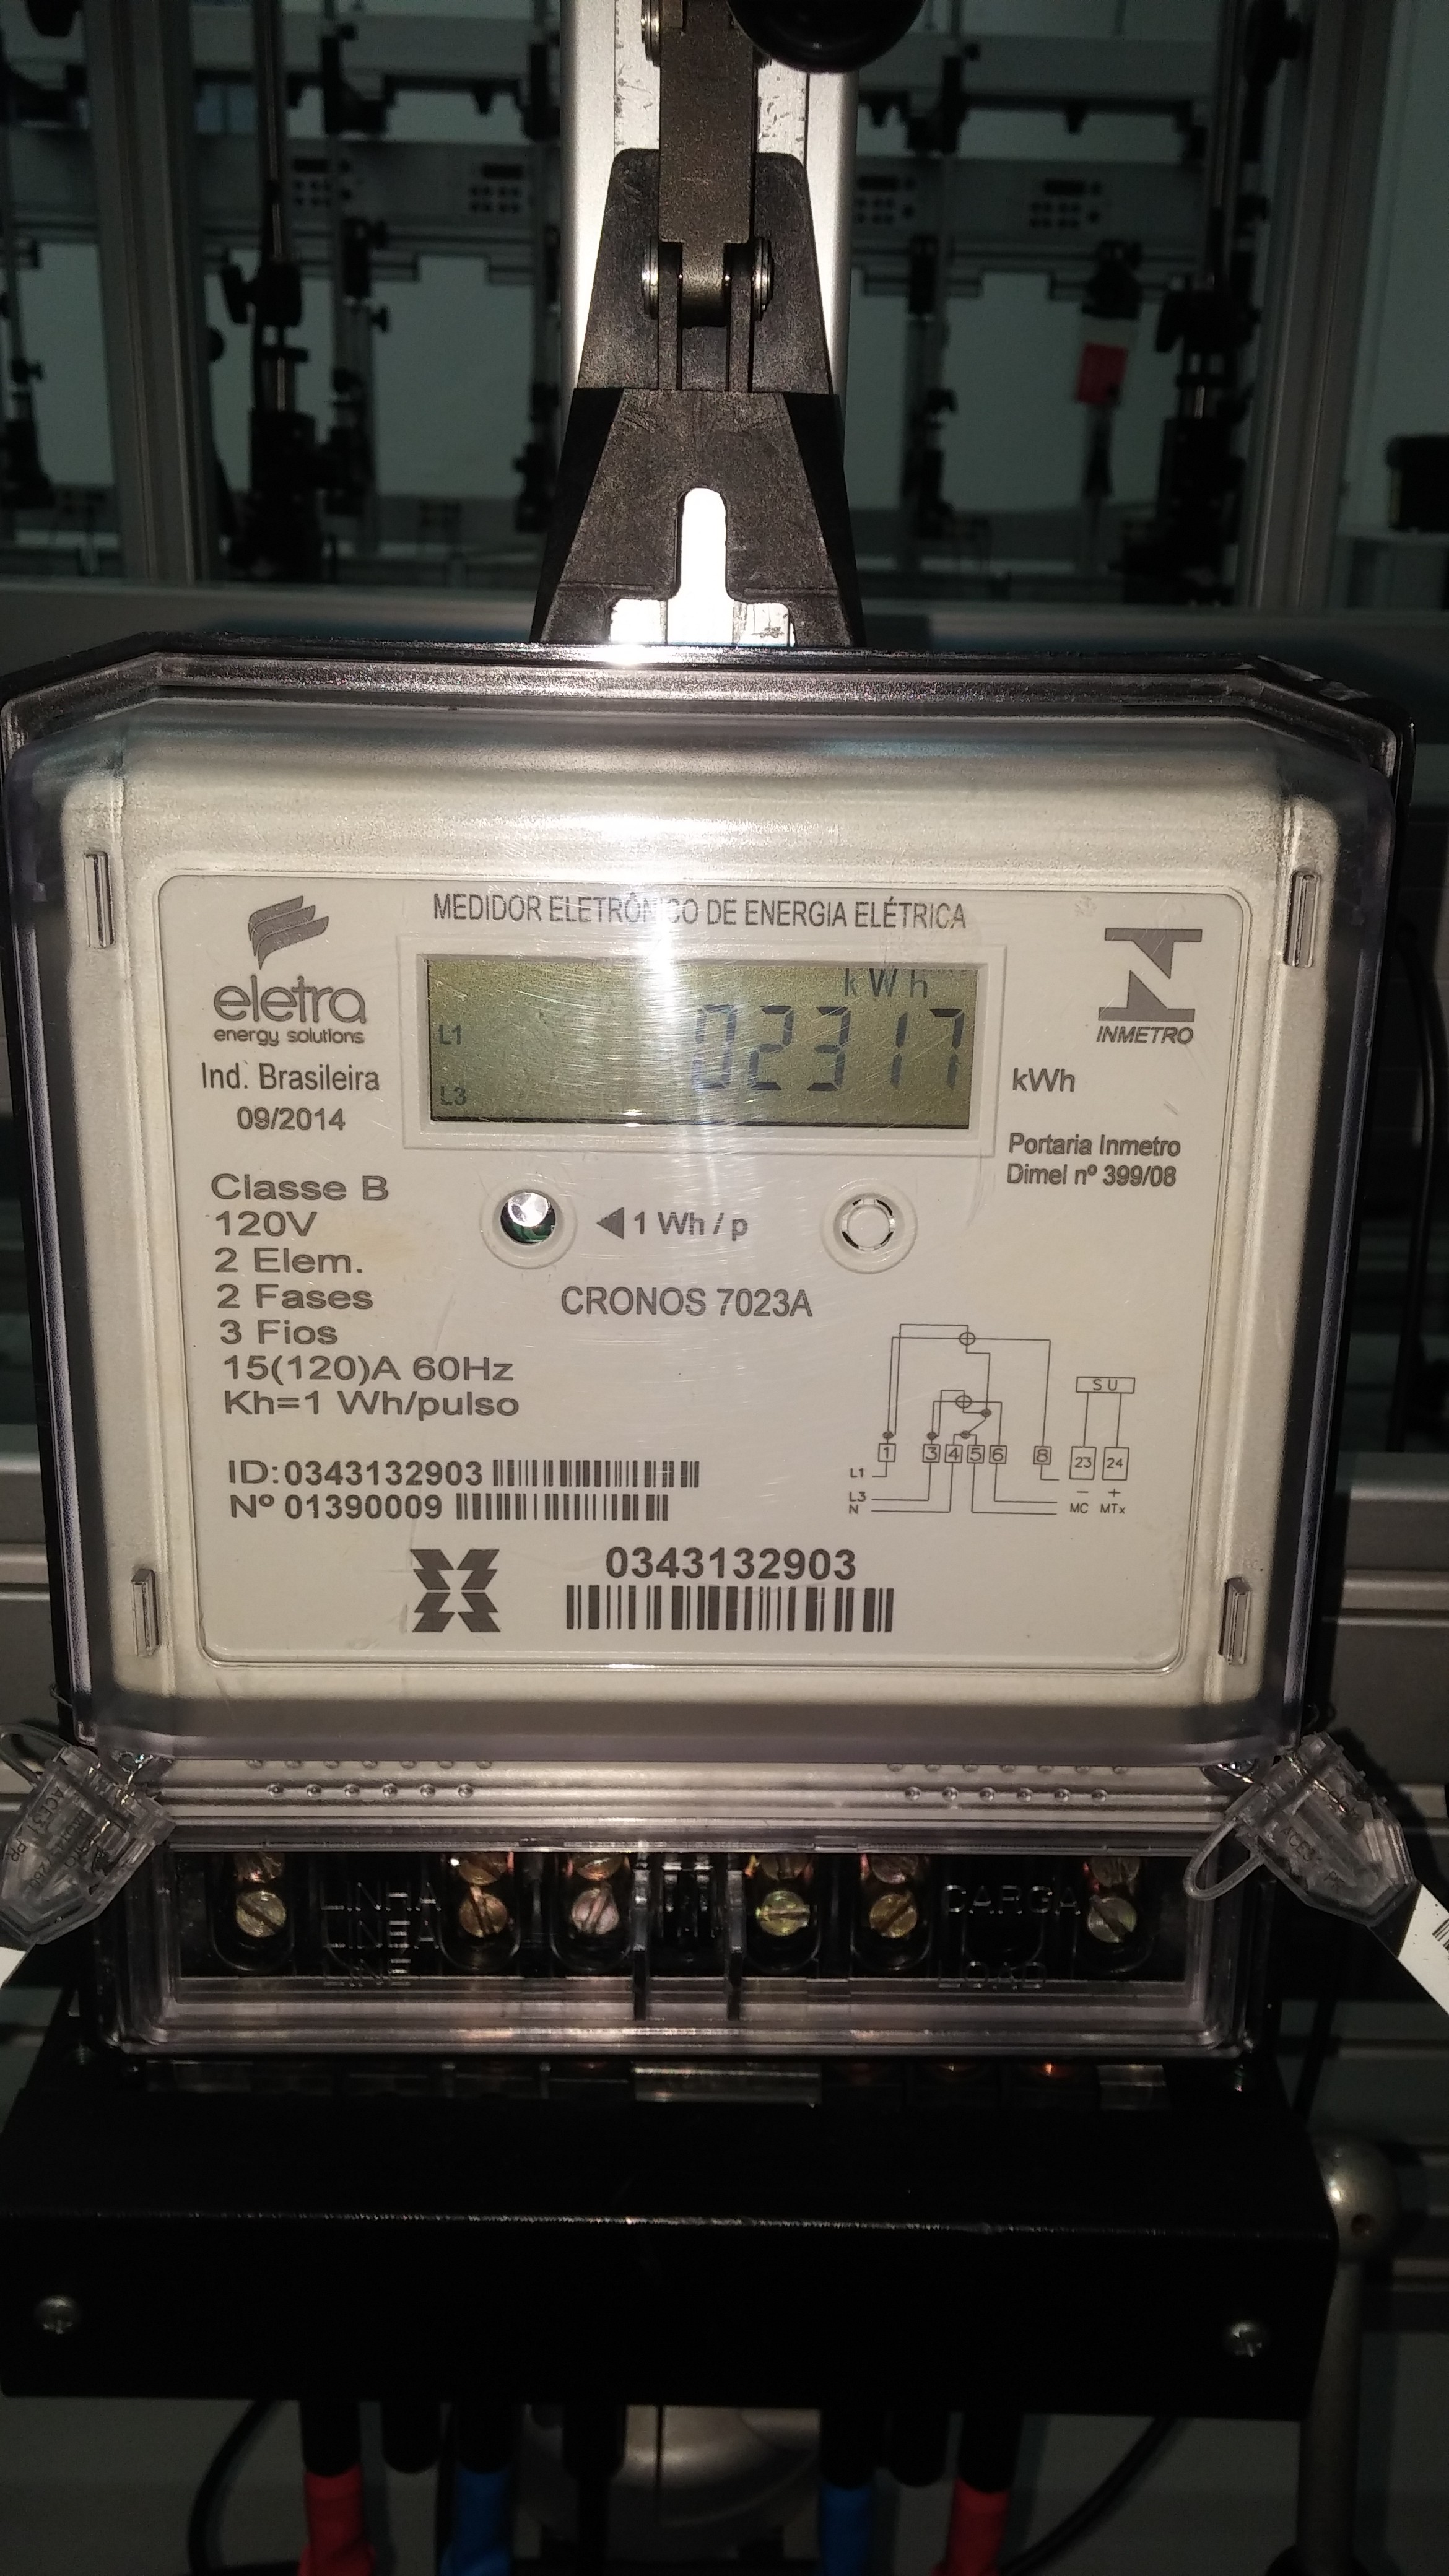 MEDIDOR ELETRÔNICO DE ENERGIA ELÉTRICA
eletra
energy solutions
Ind. Brasileira
09/2014
kWh
L1
02317
L3
INMETRO
kWh
Portaria Inmetro
Dimel nº 399/08
Classe B
120V
2 Elem.
2 Fases
3 Fios
15(120)A 60Hz
Kh=1 Wh/pulso
◀ 1 Wh / p
CRONOS 7023A
SU
1 3 4 5 6 8 23 24
L1
L3
N
− +
MC MTx
ID:0343132903
Nº 01390009
0343132903
LINHA
LINEA
LINE
CARGA
LOAD